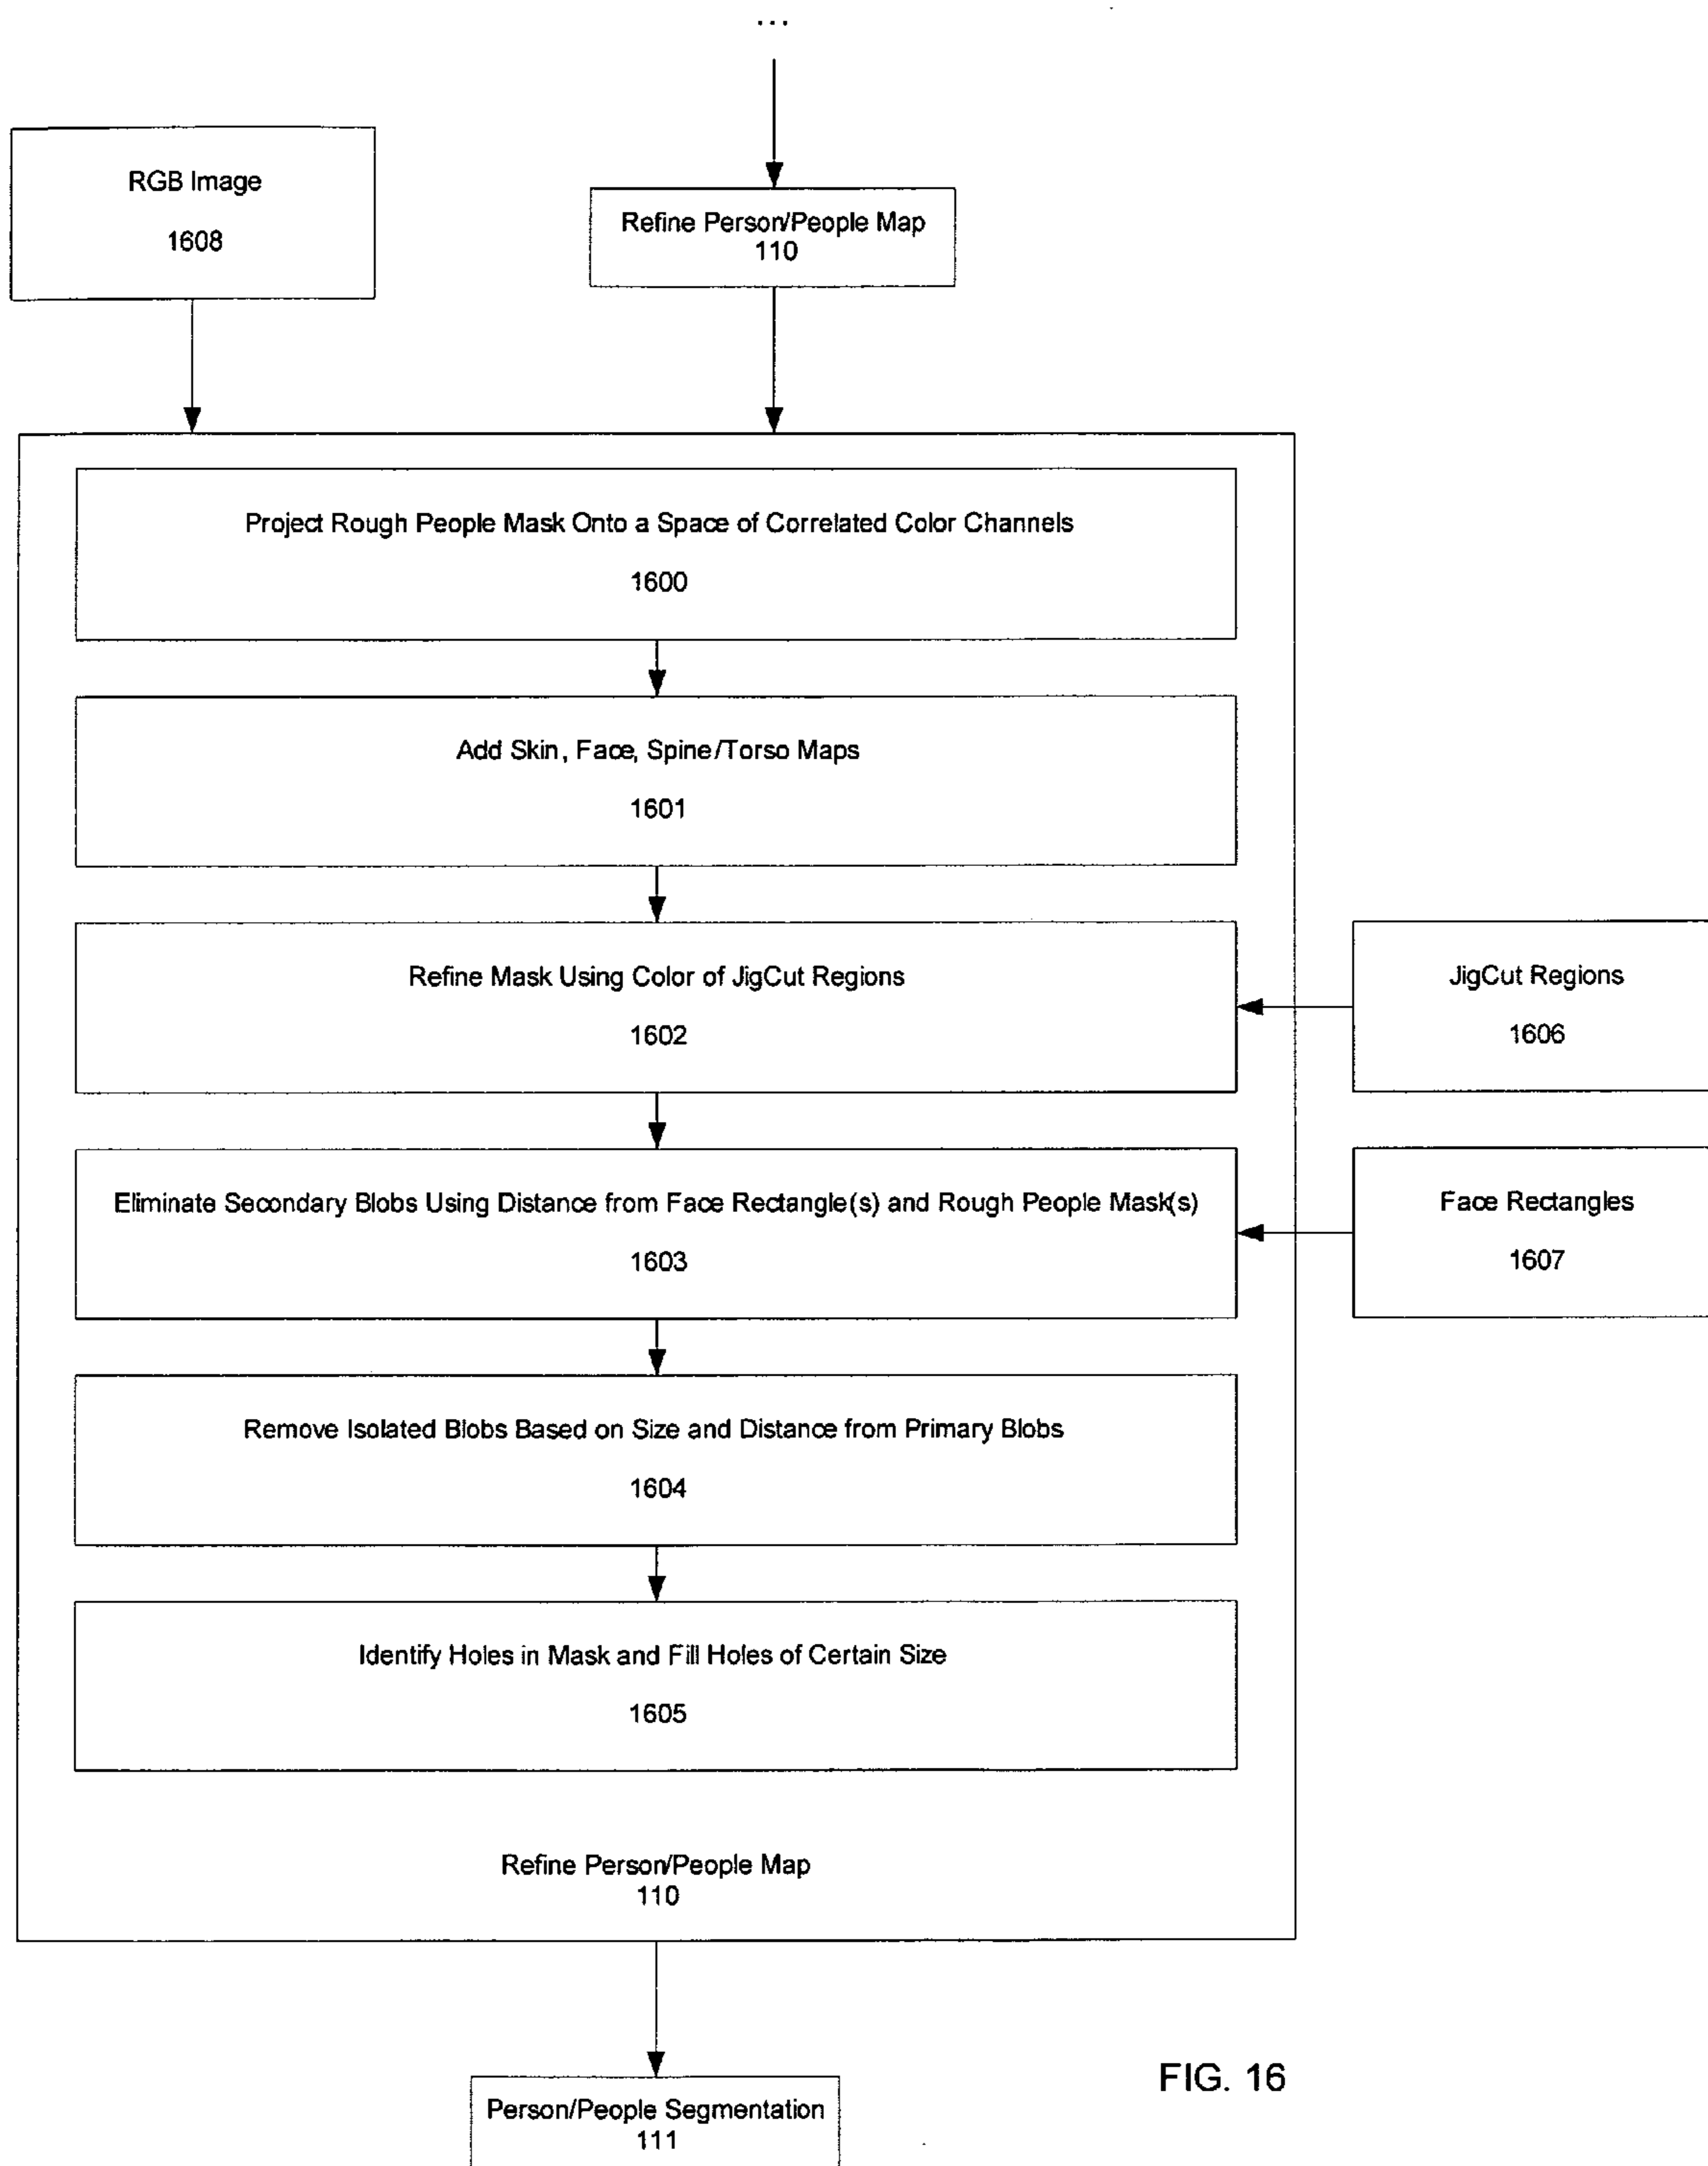 ...
RGB Image
1608
Refine Person/People Map
110
Project Rough People Mask Onto a Space of Correlated Color Channels
1600
Add Skin, Face, Spine/Torso Maps
1601
Refine Mask Using Color of JigCut Regions
1602
JigCut Regions
1606
Eliminate Secondary Blobs Using Distance from Face Rectangle(s) and Rough People Mask(s)
1603
Face Rectangles
1607
Remove Isolated Blobs Based on Size and Distance from Primary Blobs
1604
Identify Holes in Mask and Fill Holes of Certain Size
1605
Refine Person/People Map
110
Person/People Segmentation
111
FIG. 16